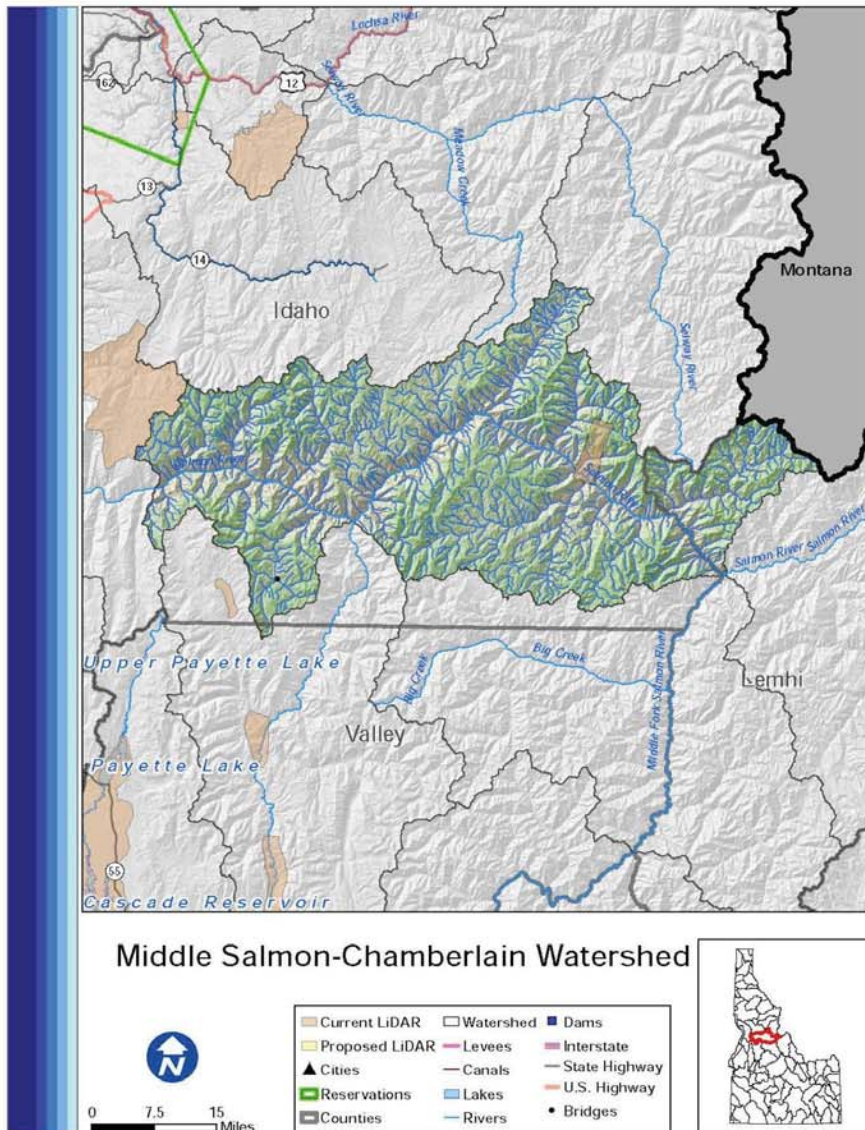 Lochsa River
162
12
Selway River
Meadow Creek
13
14
Montana
Idaho
Selway River
Salmon River
Salmon River
Salmon River Salmon River
Upper Payette Lake
Big Creek
Big Creek
Lemhi
Middle Fork Salmon River
Valley
Payette Lake
55
Cascade Reservoir
Middle Salmon-Chamberlain Watershed
N
0 7.5 15
Miles
Current LiDAR
Proposed LiDAR
Cities
Reservations
Counties
Watershed
Levees
Canals
Lakes
Rivers
Dams
Interstate
State Highway
U.S. Highway
Bridges